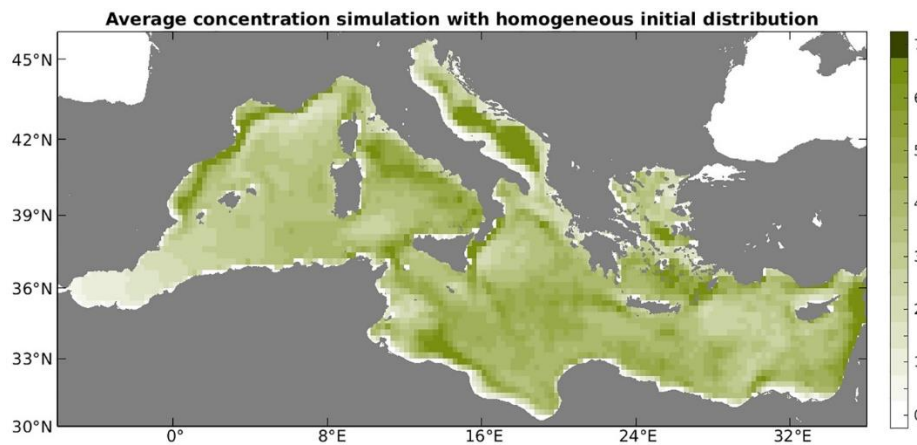 Average concentration simulation with homogeneous initial distribution
45°N
42°N
39°N
36°N
33°N
30°N
0°
8°E
16°E
24°E
32°E
6
5
4
3
2
1
0